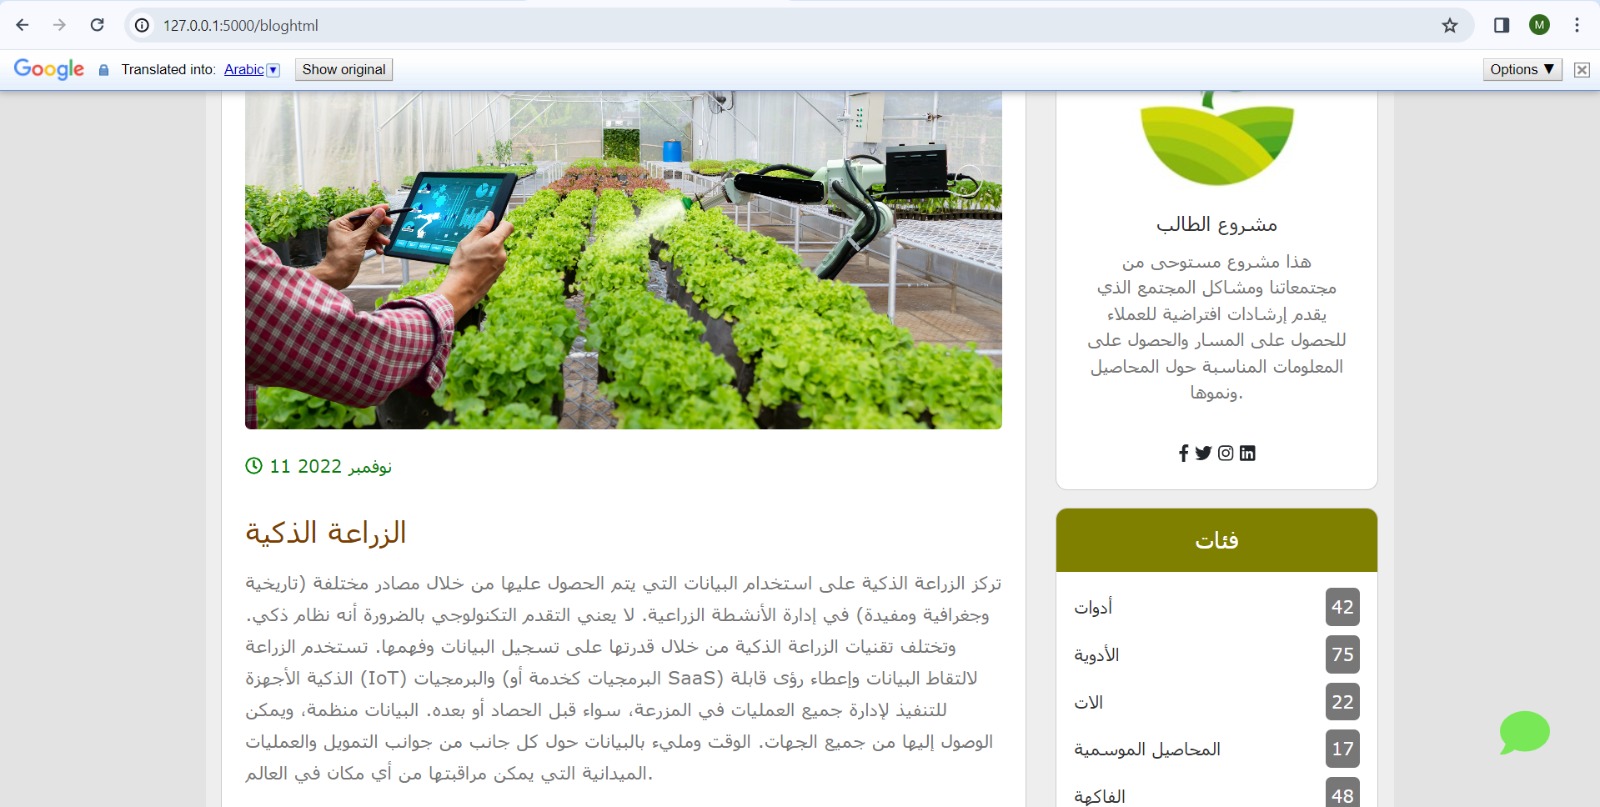 127.0.0.1:5000/bloghtml
M
Google Translated into: Arabic Show original Options ▼
نوفمبر 2022 11
الزراعة الذكية
تركز الزراعة الذكية على استخدام البيانات التي يتم الحصول عليها من خلال مصادر مختلفة (تاريخية
وجغرافية ومفيدة) في إدارة الأنشطة الزراعية. لا يعني التقدم التكنولوجي بالضرورة أنه نظام ذكي.
وتختلف تقنيات الزراعة الذكية من خلال قدرتها على تسجيل البيانات وفهمها. تستخدم الزراعة
الذكية الأجهزة (IoT) والبرمجيات (البرمجيات كخدمة أو SaaS) لالتقاط البيانات وإعطاء رؤى قابلة
للتنفيذ لإدارة جميع العمليات في المزرعة، سواء قبل الحصاد أو بعده. البيانات منظمة، ويمكن
الوصول إليها من جميع الجهات. الوقت ومليء بالبيانات حول كل جانب من جوانب التمويل والعمليات
الميدانية التي يمكن مراقبتها من أي مكان في العالم.
مشروع الطالب
هذا مشروع مستوحى من
مجتمعاتنا ومشاكل المجتمع الذي
يقدم إرشادات افتراضية للعملاء
للحصول على المسار والحصول على
المعلومات المناسبة حول المحاصيل
ونموها.
فئات
أدوات 42
الأدوية 75
الات 22
المحاصيل الموسمية 17
الفاكهة 48